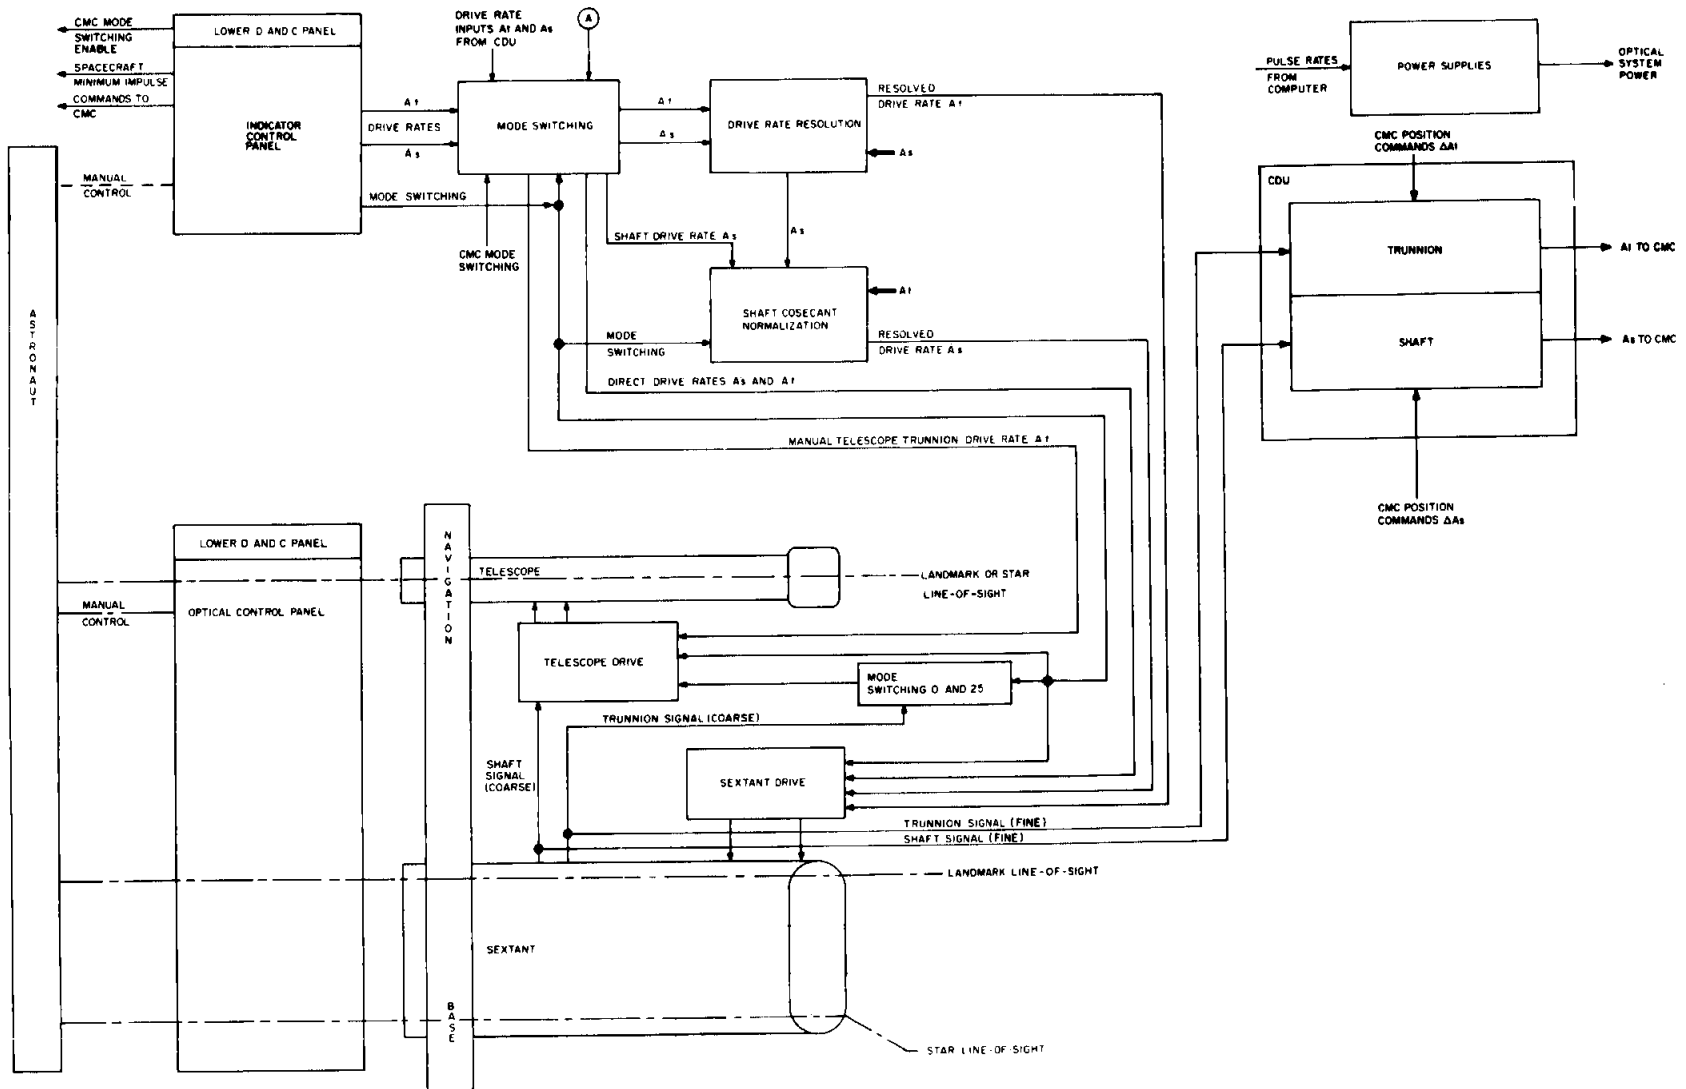 CMC MODE
SWITCHING
ENABLE
SPACECRAFT
MINIMUM IMPULSE
COMMANDS TO
CMC
LOWER D AND C PANEL
INDICATOR
CONTROL
PANEL
MANUAL
CONTROL
At
DRIVE RATES
As
MODE SWITCHING
DRIVE RATE
INPUTS At AND As
FROM CDU
A
MODE SWITCHING
CMC MODE
SWITCHING
At
As
DRIVE RATE RESOLUTION
RESOLVED
DRIVE RATE At
As
As
SHAFT DRIVE RATE As
SHAFT COSECANT
NORMALIZATION
At
MODE
SWITCHING
RESOLVED
DRIVE RATE As
DIRECT DRIVE RATES As AND At
MANUAL TELESCOPE TRUNNION DRIVE RATE At
PULSE RATES
FROM
COMPUTER
POWER SUPPLIES
OPTICAL
SYSTEM
POWER
CMC POSITION
COMMANDS ΔAt
CDU
TRUNNION
At TO CMC
SHAFT
As TO CMC
CMC POSITION
COMMANDS ΔAs
ASTRONAUT
LOWER D AND C PANEL
MANUAL
CONTROL
OPTICAL CONTROL PANEL
NAVIGATION
BASE
TELESCOPE
LANDMARK OR STAR
LINE-OF-SIGHT
TELESCOPE DRIVE
MODE
SWITCHING 0 AND 25
TRUNNION SIGNAL (COARSE)
SHAFT
SIGNAL
(COARSE)
SEXTANT DRIVE
TRUNNION SIGNAL (FINE)
SHAFT SIGNAL (FINE)
LANDMARK LINE-OF-SIGHT
SEXTANT
STAR LINE-OF-SIGHT